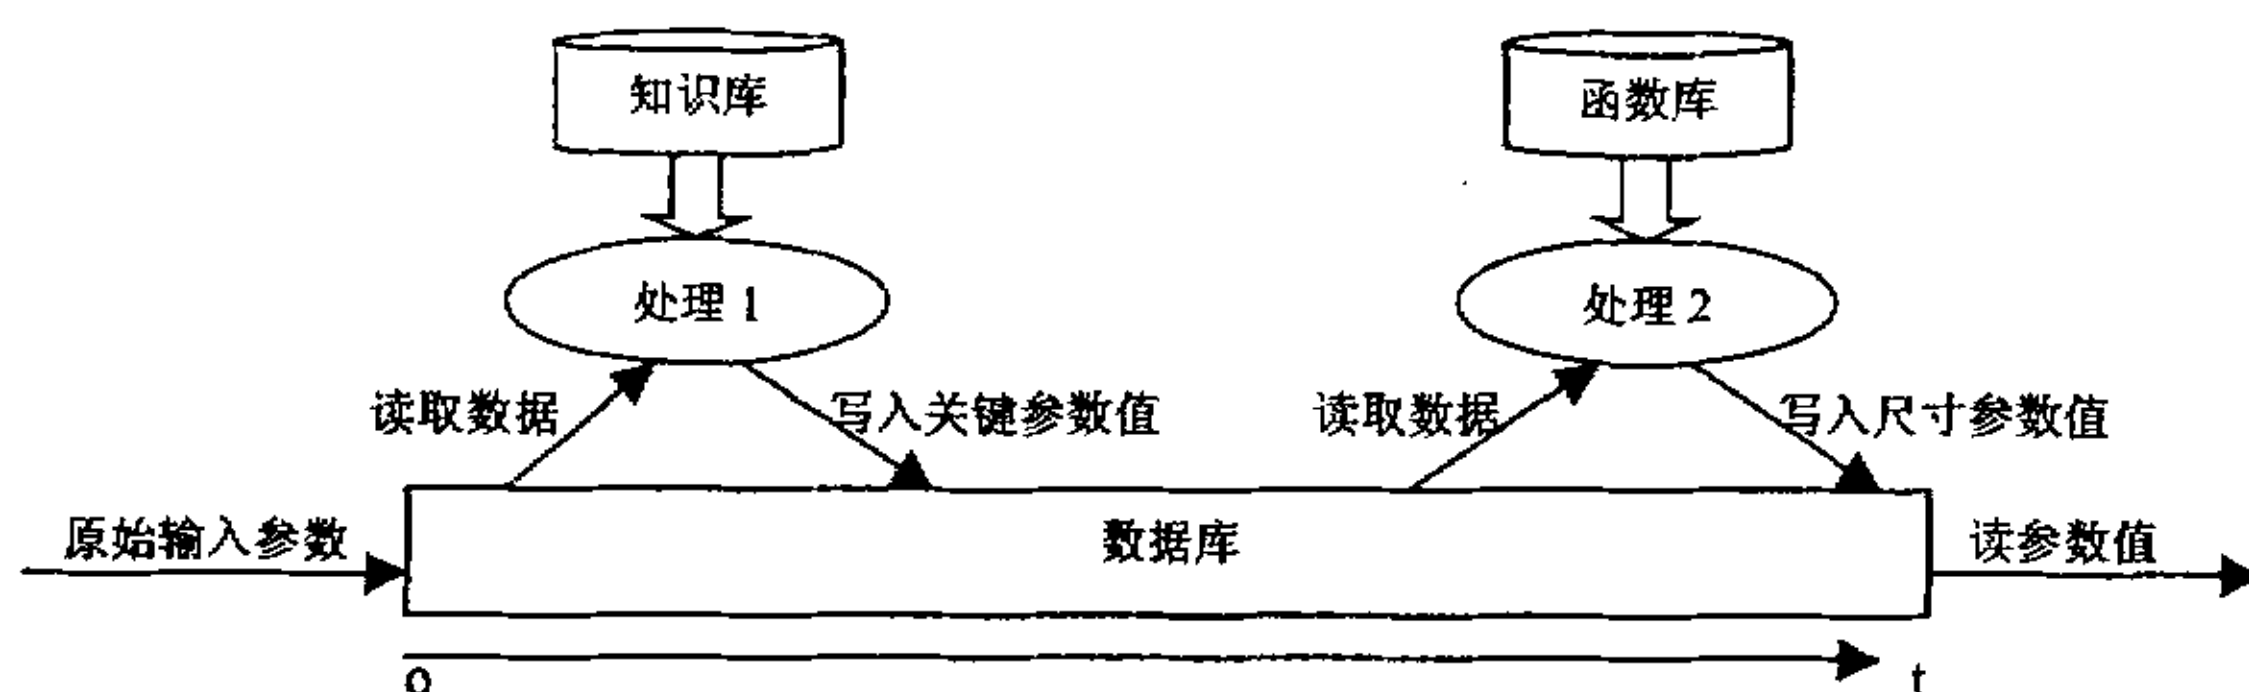 知识库
函数库
处理 1
处理 2
读取数据
写入关键参数值
读取数据
写入尺寸参数值
原始输入参数
数据库
读参数值
o
t